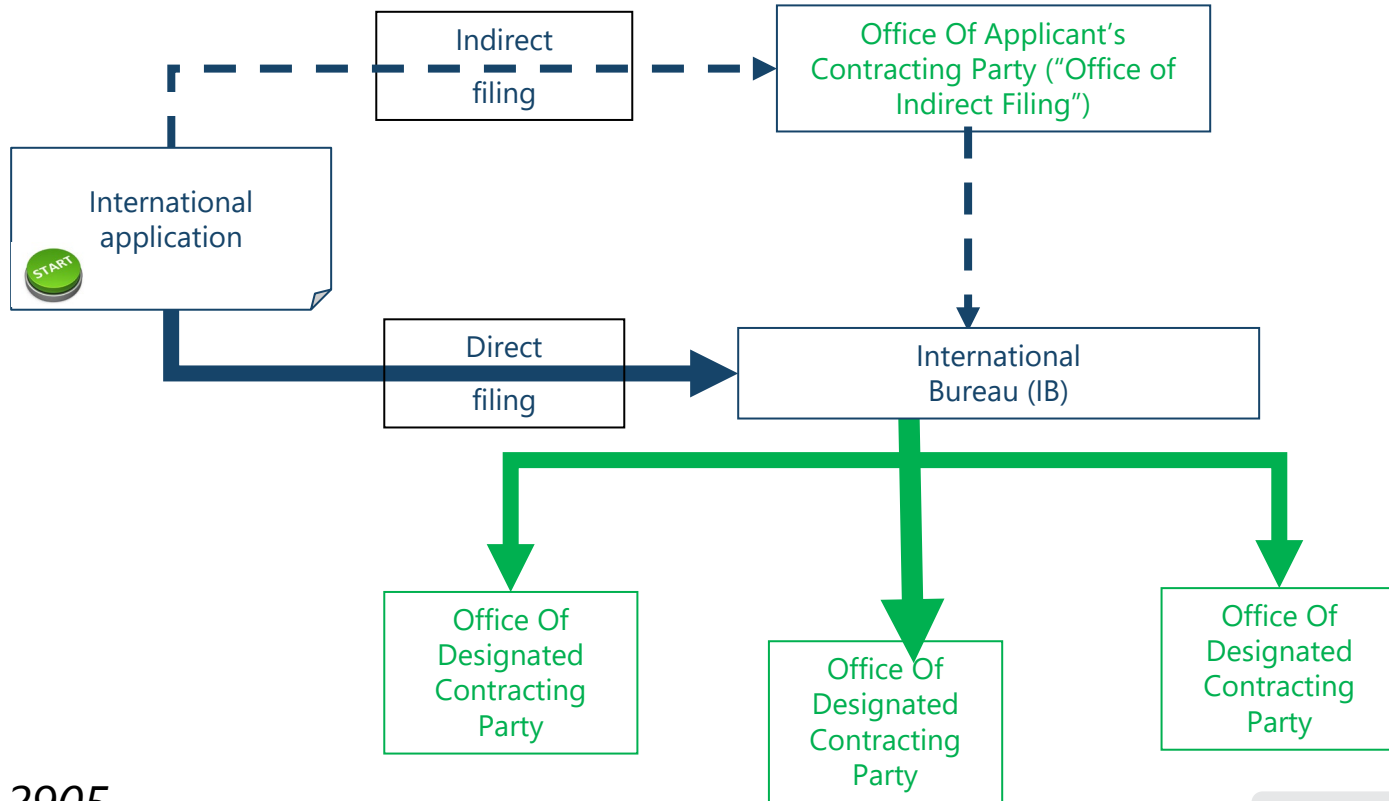 Indirect
filing
Office Of Applicant’s
Contracting Party (“Office of
Indirect Filing”)
International
application
START
Direct
filing
International
Bureau (IB)
Office Of
Designated
Contracting
Party
Office Of
Designated
Contracting
Party
Office Of
Designated
Contracting
Party
2905